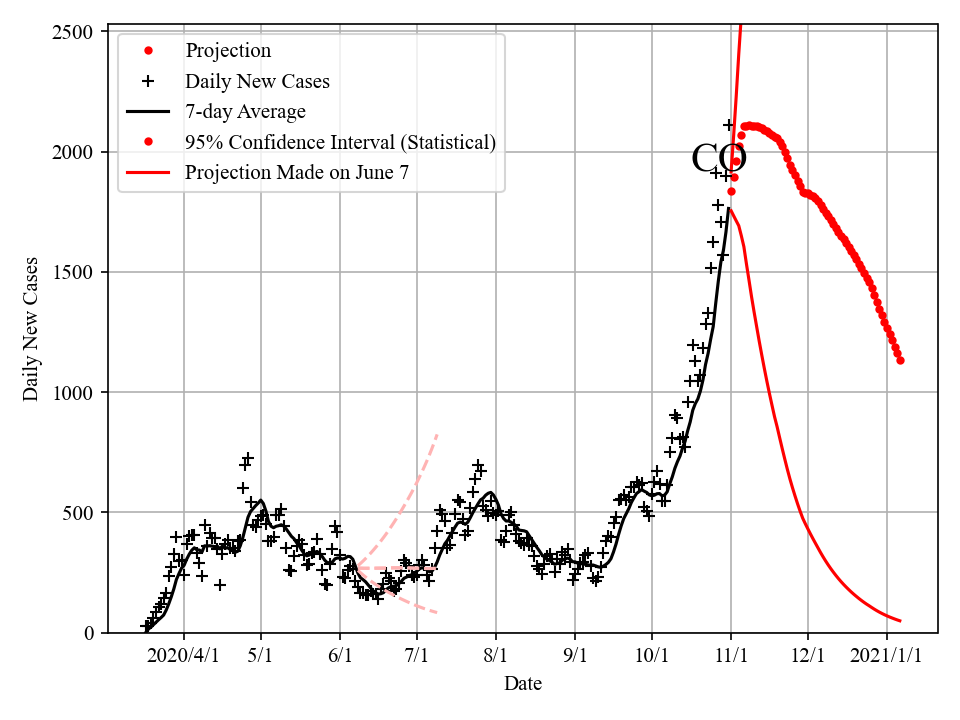 2500
2000
1500
1000
500
0
Daily New Cases
Projection
Daily New Cases
7-day Average
95% Confidence Interval (Statistical)
Projection Made on June 7
CO
2020/4/1 5/1 6/1 7/1 8/1 9/1 10/1 11/1 12/1 2021/1/1
Date